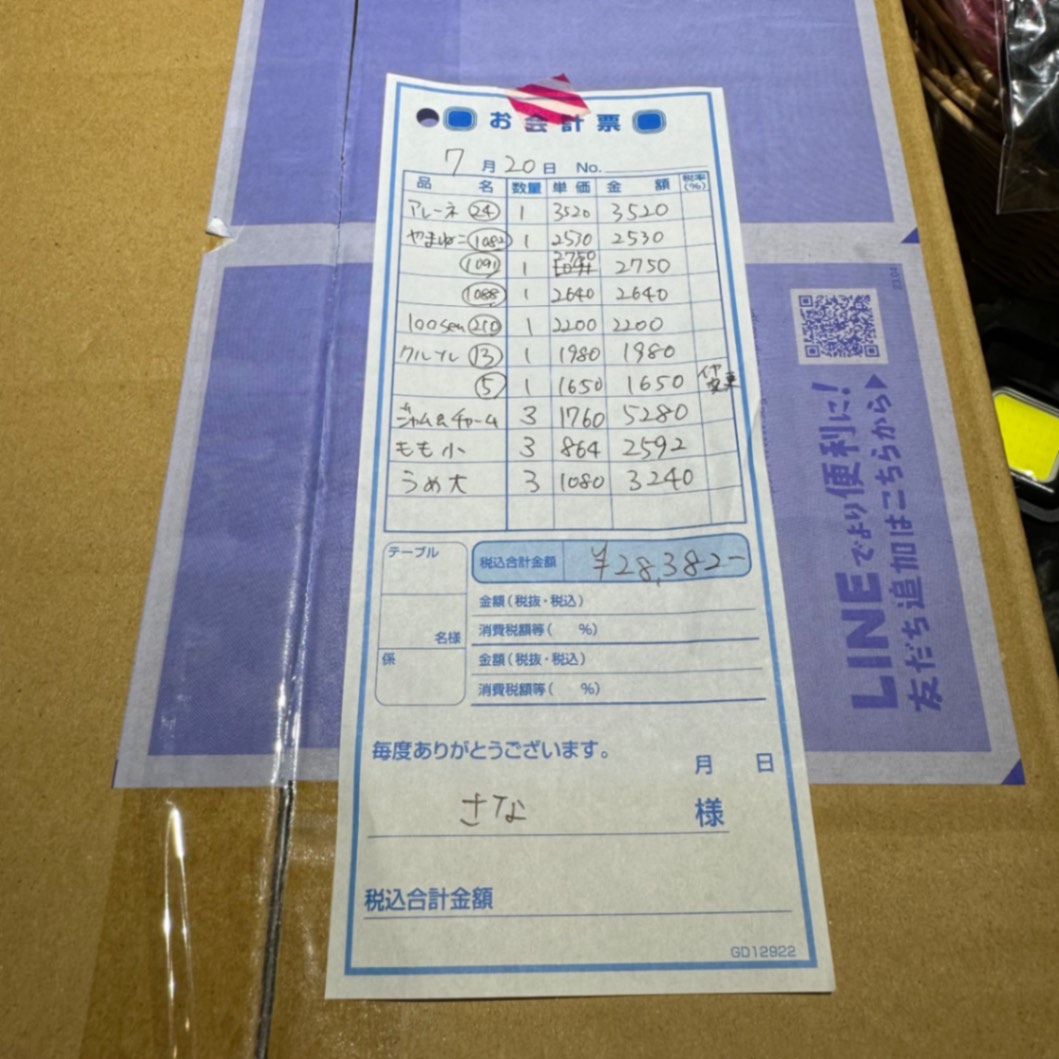 お会計票
7月20日 No.
品名 数量 単価 金額 税率(%)
アレーネ 24 1 3520 3520
やまねこ 1082 1 2530 2530
1091 1 2750 2750
1088 1 2640 2640
loosen 210 1 2200 2200
クルソレ 13 1 1980 1980
5 1 1650 1650 変更
ジャム&チャーム 3 1760 5280
もも小 3 864 2592
うめ大 3 1080 3240
テーブル
税込合計金額 ¥28,382-
金額(税抜・税込)
名様
消費税額等( %)
係
金額(税抜・税込)
消費税額等( %)
毎度ありがとうございます。
月 日
さな 様
税込合計金額
GD12922
LINEでより便利に!
友だち追加はこちらから▶
23.04